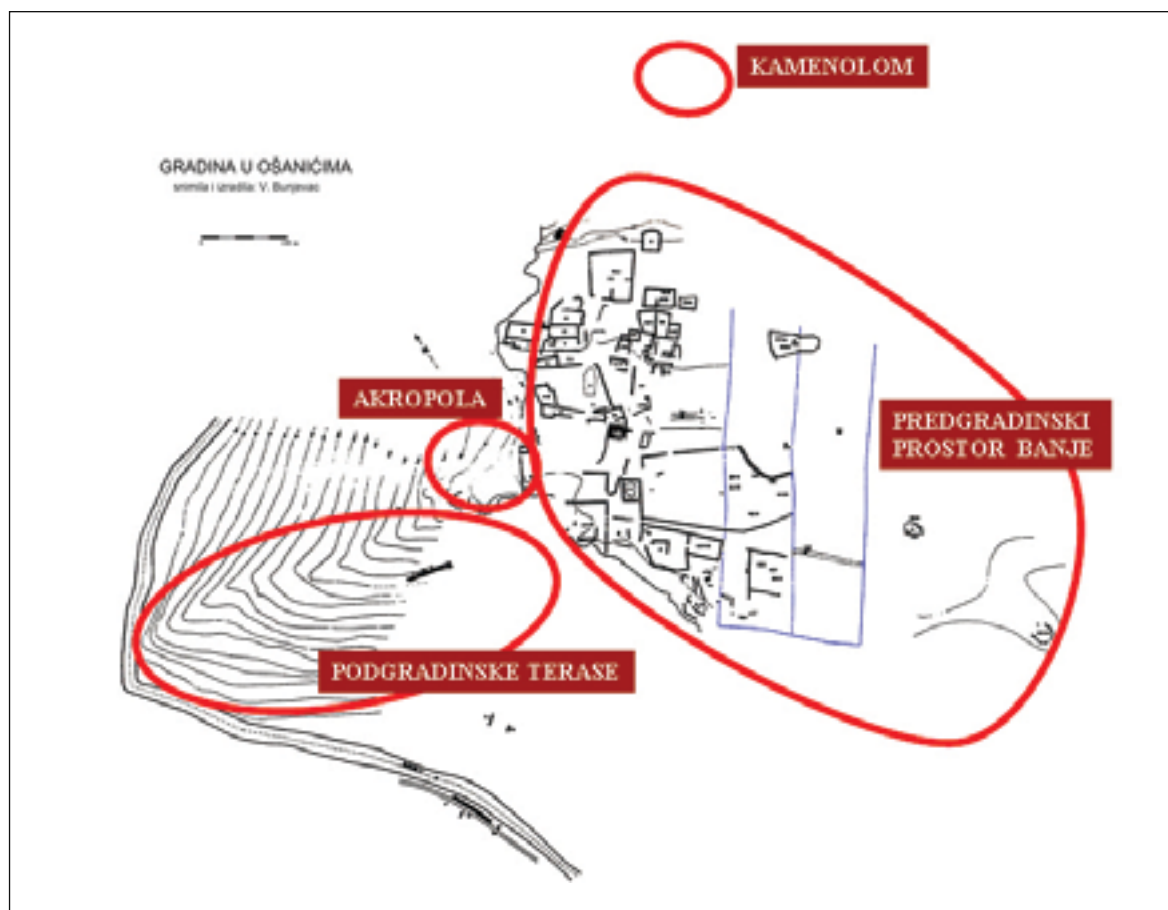 KAMENOLOM
GRADINA U OŠANIĆIMA
snimila i izradila: V. Bunjevac
AKROPOLA
PREDGRADINSKI
PROSTOR BANJE
PODGRADINSKE TERASE